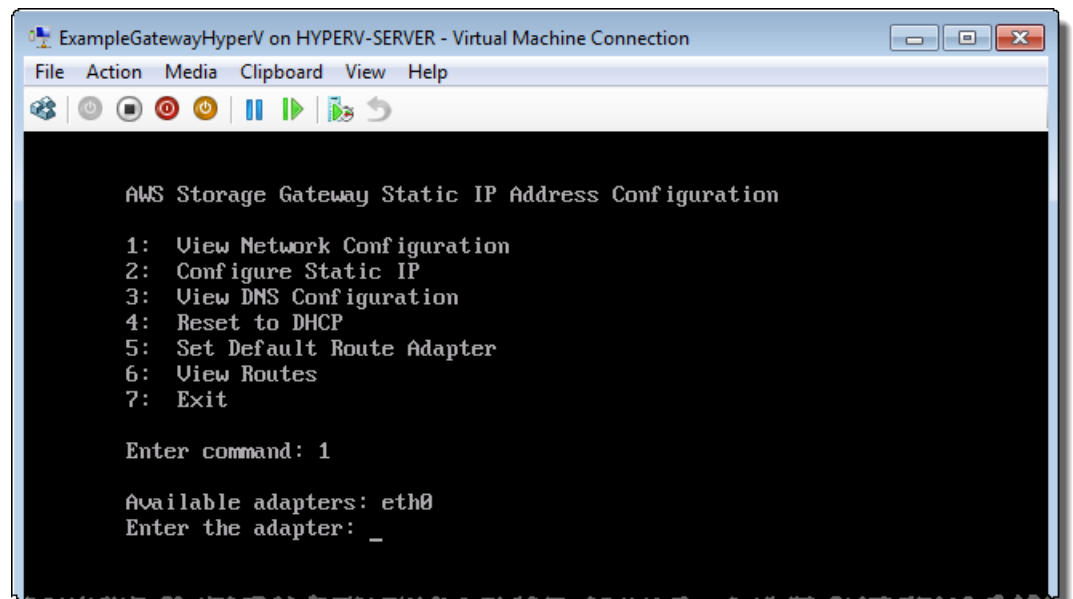 ExampleGatewayHyperV on HYPERV-SERVER - Virtual Machine Connection
File Action Media Clipboard View Help
AWS Storage Gateway Static IP Address Configuration
1: View Network Configuration
2: Configure Static IP
3: View DNS Configuration
4: Reset to DHCP
5: Set Default Route Adapter
6: View Routes
7: Exit
Enter command: 1
Available adapters: eth0
Enter the adapter: _